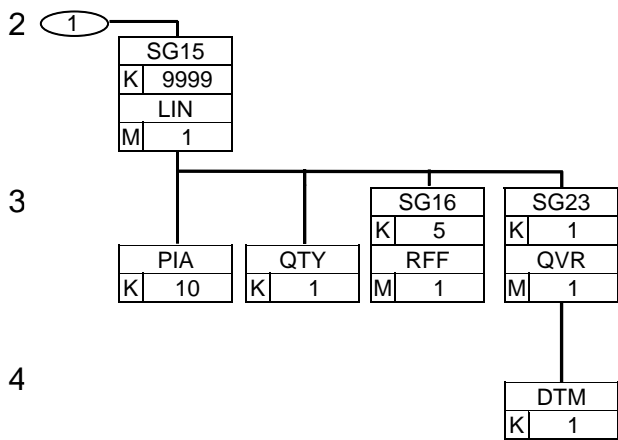 2 1
SG15
K 9999
LIN
M 1
3
SG16 SG23
K 5 K 1
PIA QTY RFF QVR
K 10 K 1 M 1 M 1
4
DTM
K 1